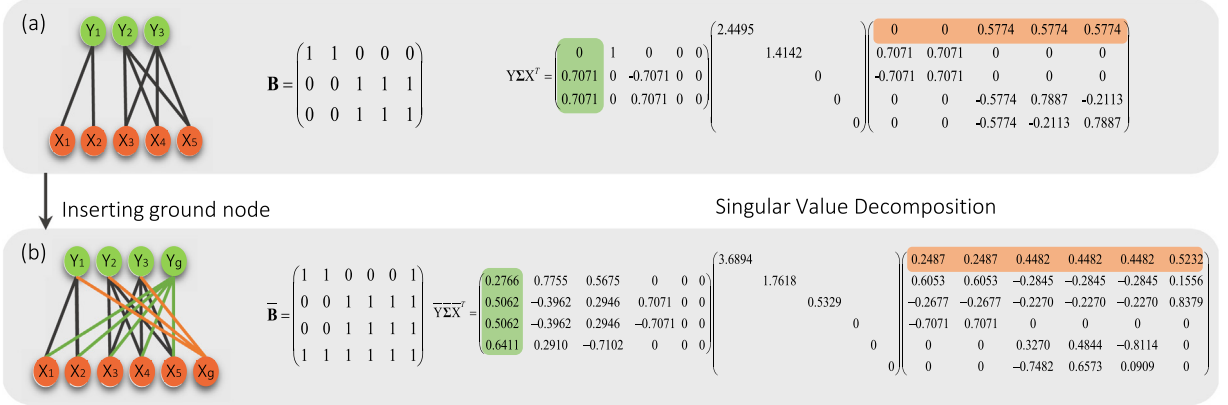 (a)
Y1 Y2 Y3
X1 X2 X3 X4 X5
B =
1 1 0 0 0
0 0 1 1 1
0 0 1 1 1
YΣX^T =
0 1 0 0 0
0.7071 0 -0.7071 0 0
0.7071 0 0.7071 0 0
2.4495
1.4142
0
0
0 0 0.5774 0.5774 0.5774
0.7071 0.7071 0 0 0
-0.7071 0.7071 0 0 0
0 0 -0.5774 0.7887 -0.2113
0 0 -0.5774 -0.2113 0.7887
Inserting ground node
Singular Value Decomposition
(b)
Y1 Y2 Y3 Yg
X1 X2 X3 X4 X5 Xg
B̅ =
1 1 0 0 0 1
0 0 1 1 1 1
0 0 1 1 1 1
1 1 1 1 1 1
Y̅Σ̅X̅^T =
0.2766 0.7755 0.5675 0 0 0
0.5062 −0.3962 0.2946 0.7071 0 0
0.5062 −0.3962 0.2946 −0.7071 0 0
0.6411 0.2910 −0.7102 0 0 0
3.6894
1.7618
0.5329
0
0
0
0.2487 0.2487 0.4482 0.4482 0.4482 0.5232
0.6053 0.6053 −0.2845 −0.2845 −0.2845 0.1556
−0.2677 −0.2677 −0.2270 −0.2270 −0.2270 0.8379
−0.7071 0.7071 0 0 0 0
0 0 0.3270 0.4844 −0.8114 0
0 0 −0.7482 0.6573 0.0909 0